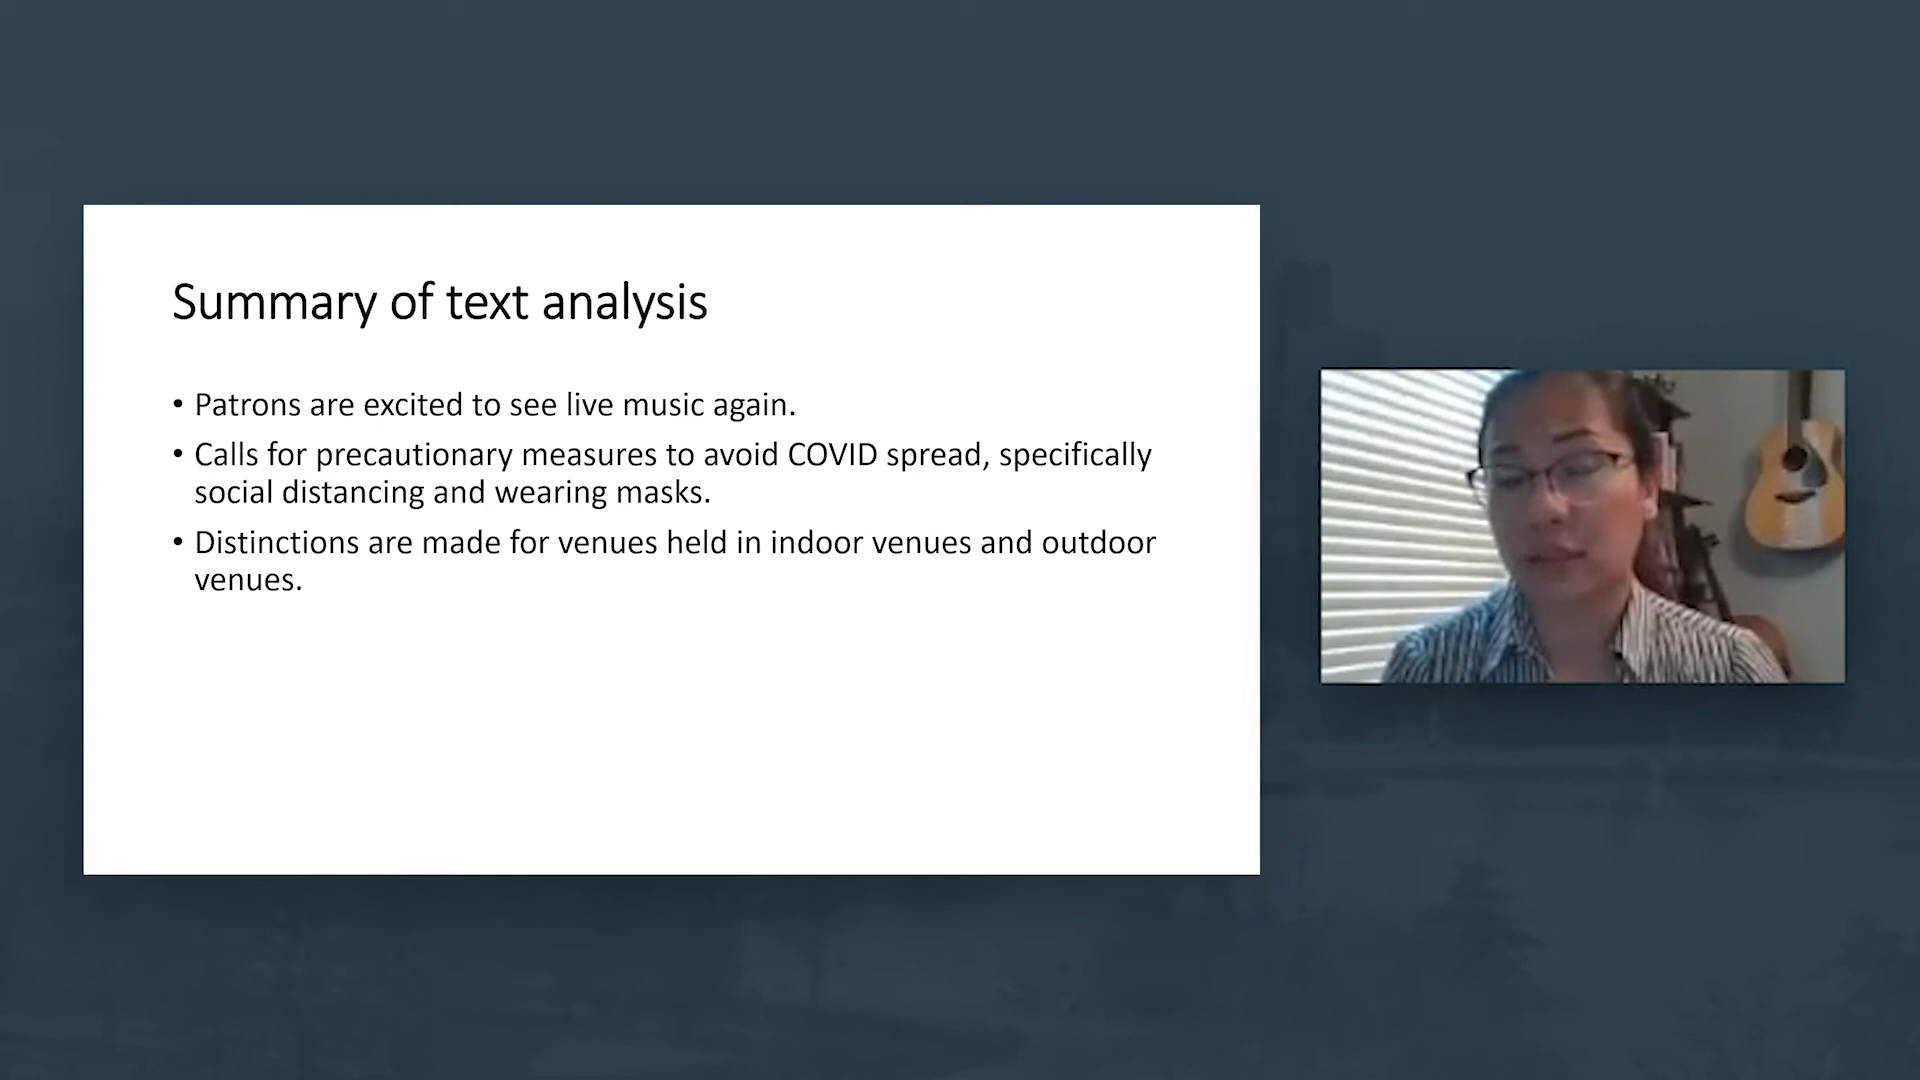 Summary of text analysis
• Patrons are excited to see live music again.
• Calls for precautionary measures to avoid COVID spread, specifically
social distancing and wearing masks.
• Distinctions are made for venues held in indoor venues and outdoor
venues.